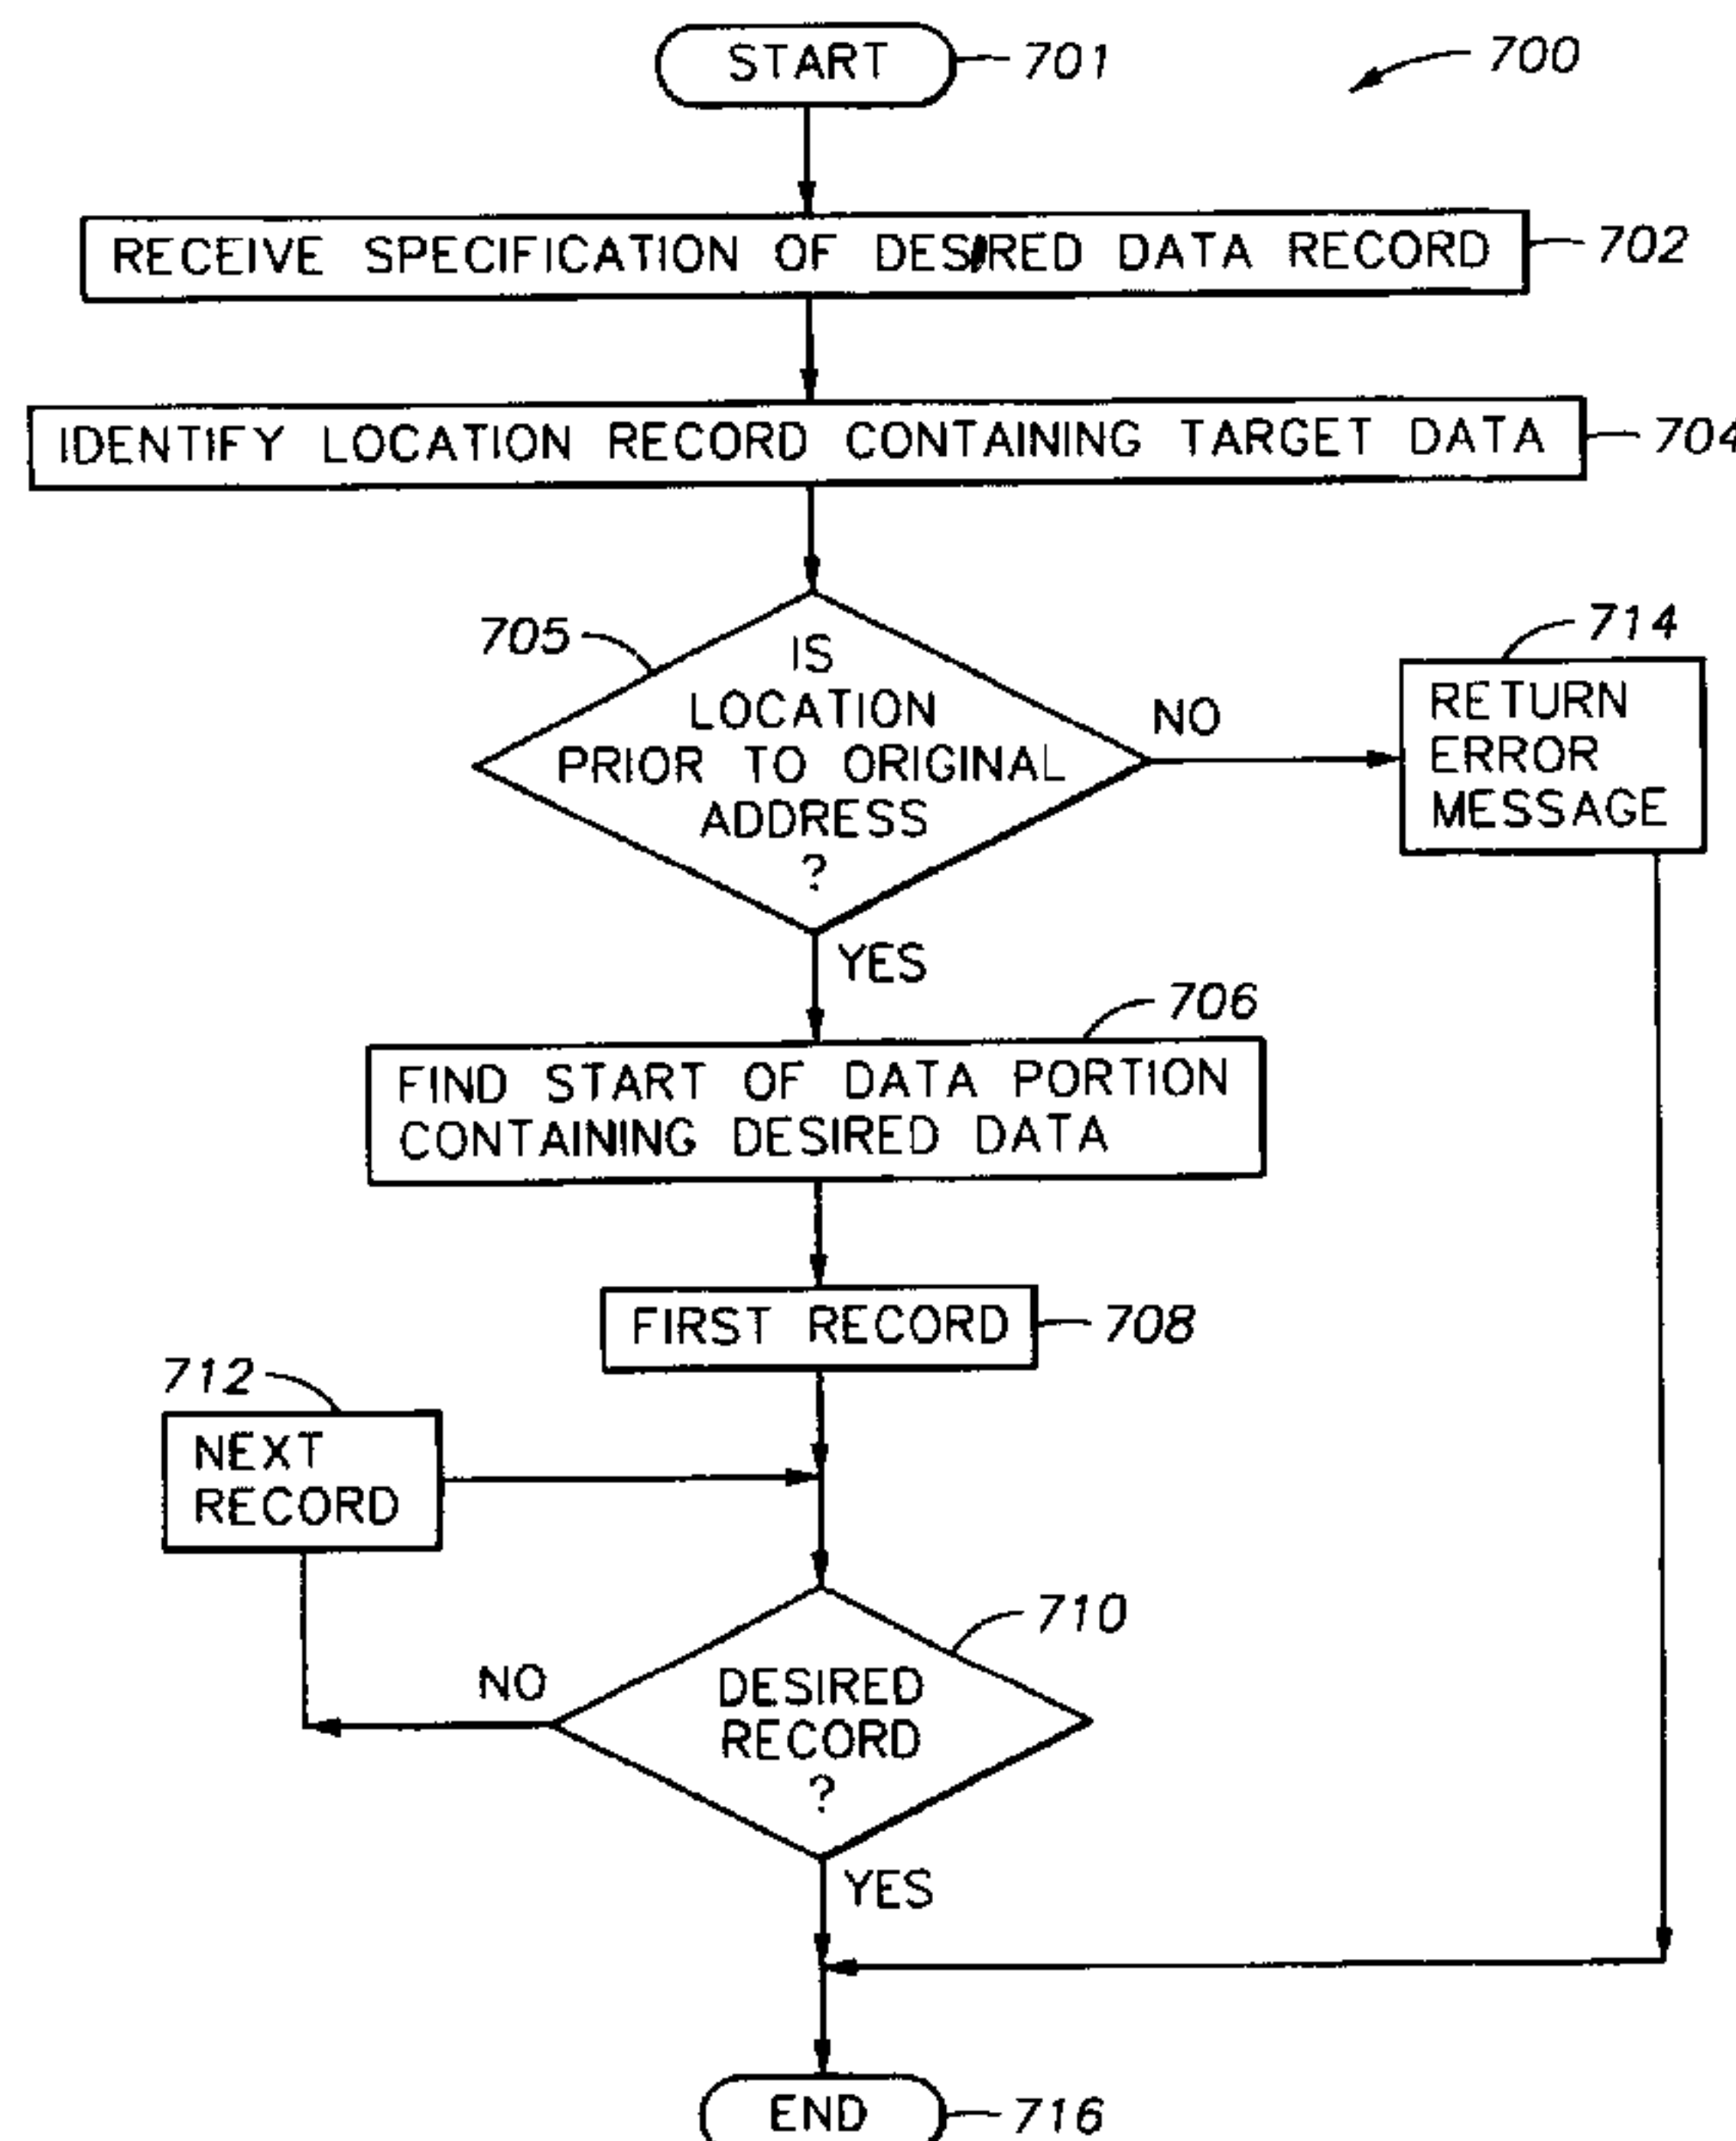 START
701
700
RECEIVE SPECIFICATION OF DESIRED DATA RECORD
702
IDENTIFY LOCATION RECORD CONTAINING TARGET DATA
704
705
IS
LOCATION
PRIOR TO ORIGINAL
ADDRESS
?
NO
714
RETURN
ERROR
MESSAGE
YES
706
FIND START OF DATA PORTION
CONTAINING DESIRED DATA
FIRST RECORD
708
712
NEXT
RECORD
710
NO
DESIRED
RECORD
?
YES
END
716